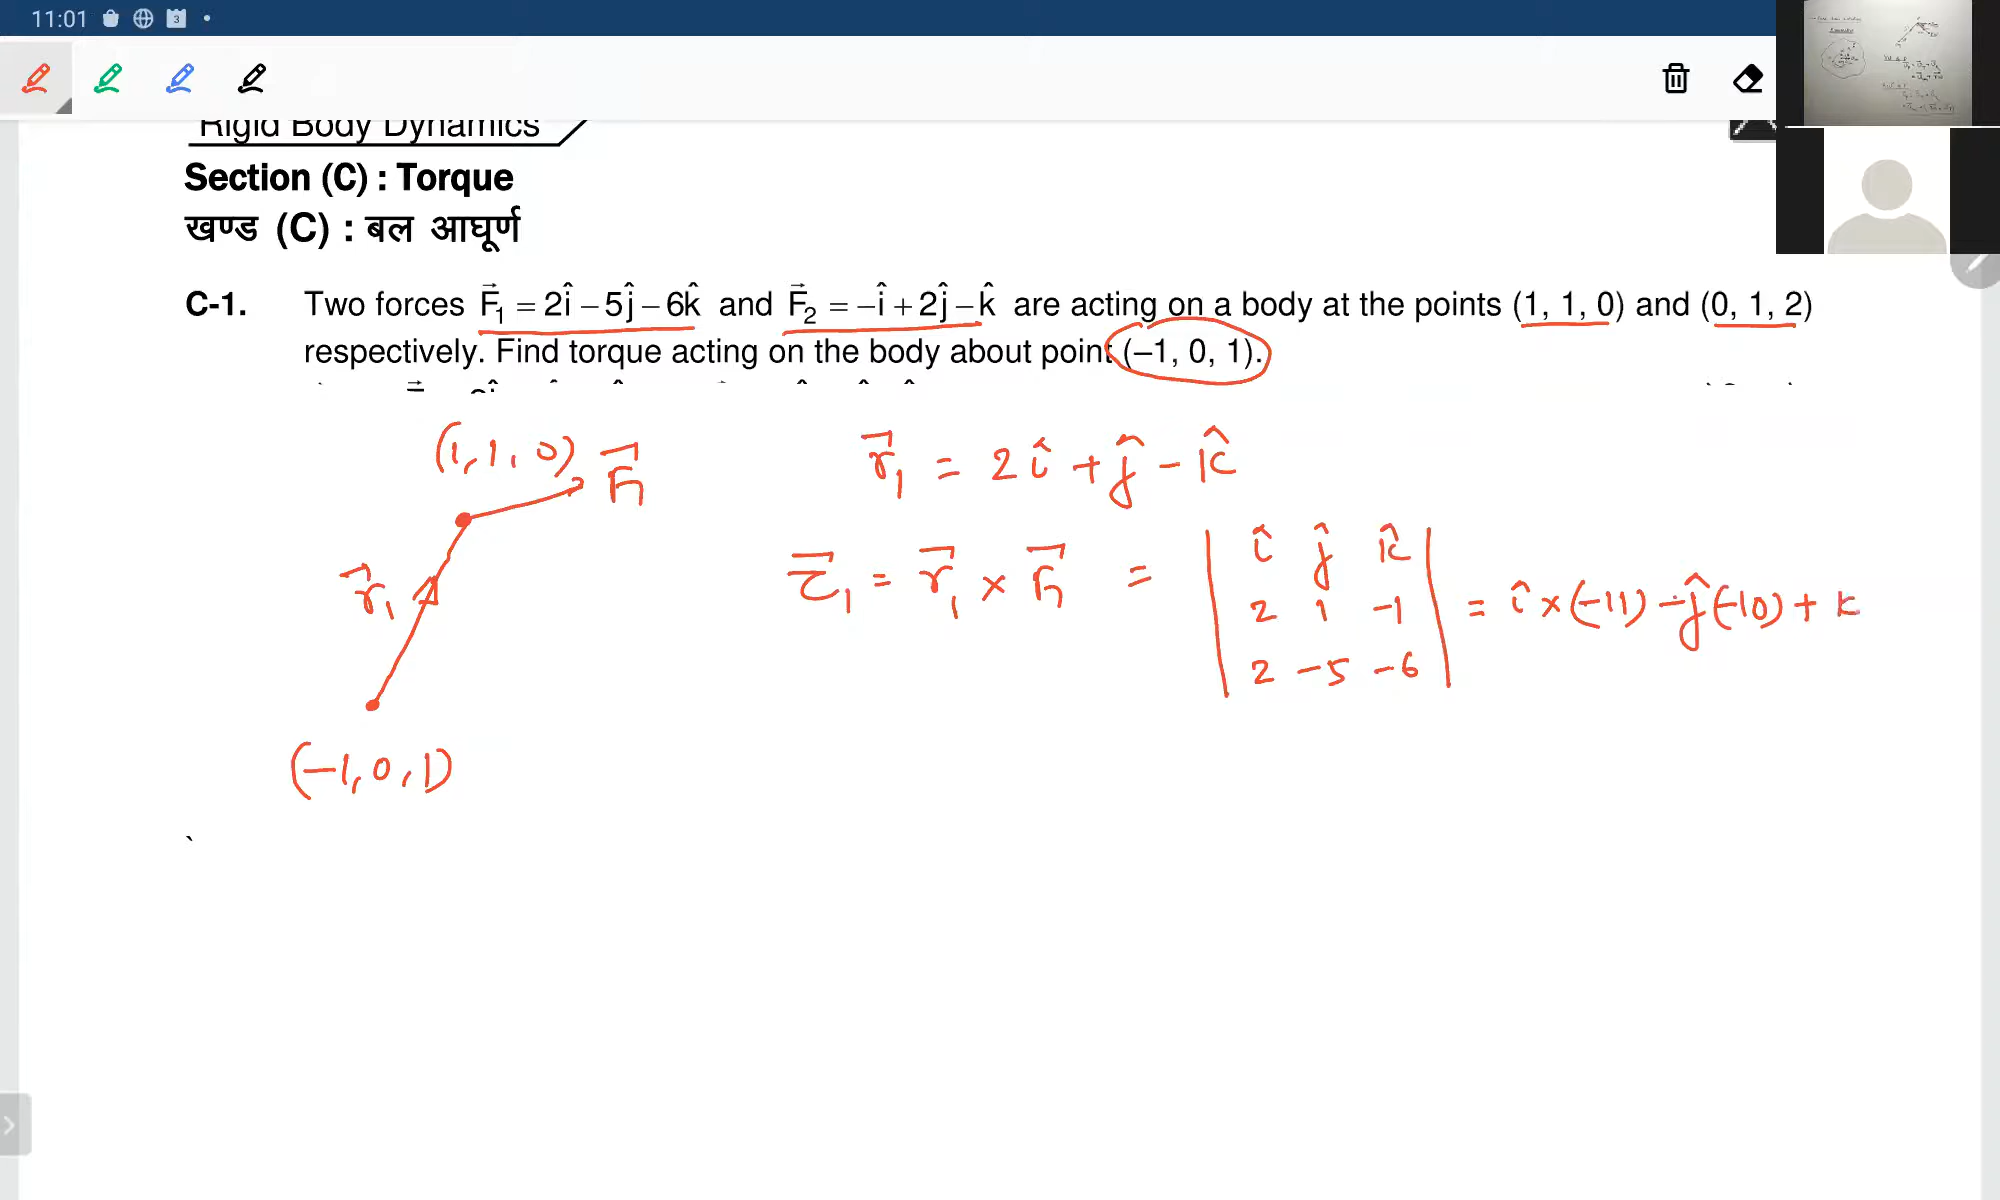 11:01
3
Rigid Body Dynamics
Section (C) : Torque
खण्ड (C) : बल आघूर्ण
C-1. Two forces F⃗₁ = 2î − 5ĵ − 6k̂ and F⃗₂ = −î + 2ĵ − k̂ are acting on a body at the points (1, 1, 0) and (0, 1, 2)
respectively. Find torque acting on the body about point (–1, 0, 1).
(1, 1, 0) F⃗₁
r⃗₁ = 2î + ĵ − k̂
r⃗₁
τ⃗₁ = r⃗₁ × F⃗₁ = | î ĵ k̂ | = î × (−11) − ĵ (−10) + k
2 1 −1
2 −5 −6
(−1, 0, 1)
`